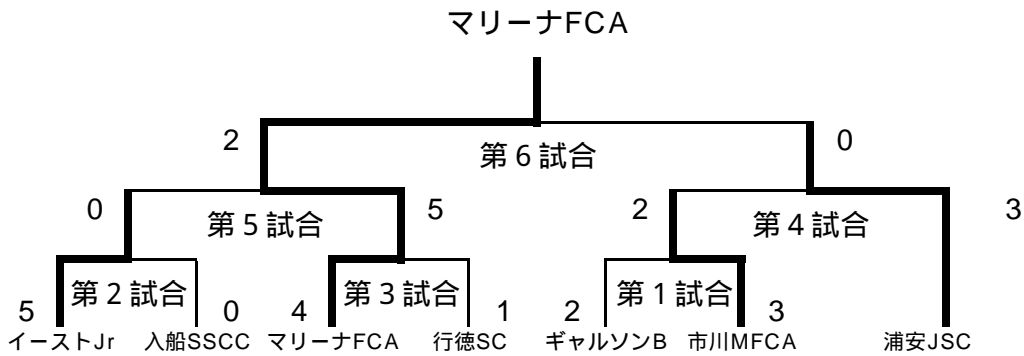 マリーナFCA
2 第6試合 0
0 第5試合 5 2 第4試合 3
5 第2試合 0 4 第3試合 1 2 第1試合 3
イーストJr 入船SSCC マリーナFCA 行徳SC ギャルソンB 市川MFCA 浦安JSC